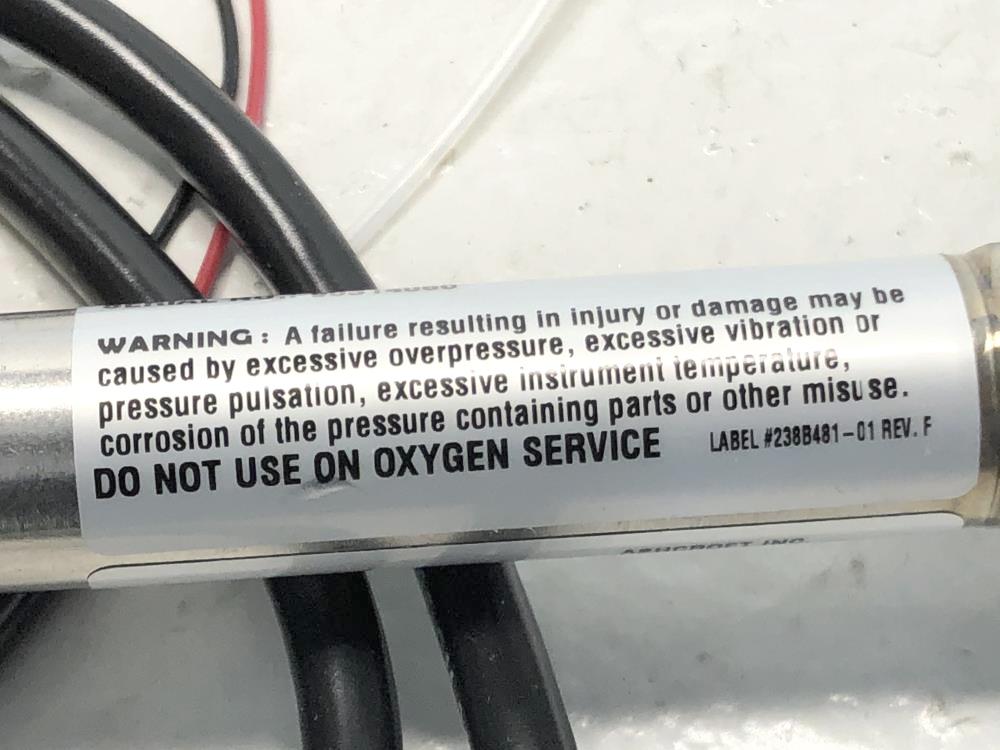 WARNING: A failure resulting in injury or damage may be
caused by excessive overpressure, excessive vibration or
pressure pulsation, excessive instrument temperature,
corrosion of the pressure containing parts or other misuse.
DO NOT USE ON OXYGEN SERVICE
LABEL #238B481-01 REV. F
ASHCROFT INC.